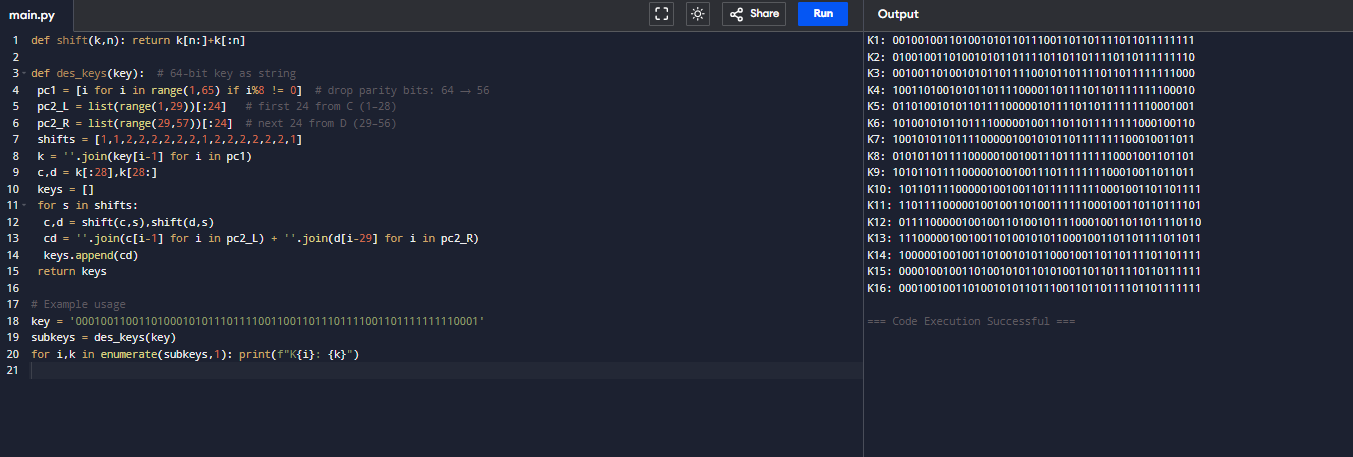 main.py
Share
Run
Output
1 def shift(k,n): return k[n:]+k[:n]
2
3 def des_keys(key):  # 64-bit key as string
4 pc1 = [i for i in range(1,65) if i%8 != 0]  # drop parity bits: 64 → 56
5 pc2_L = list(range(1,29))[:24]   # first 24 from C (1–28)
6 pc2_R = list(range(29,57))[:24]  # next 24 from D (29–56)
7 shifts = [1,1,2,2,2,2,2,2,1,2,2,2,2,2,2,1]
8 k = ''.join(key[i-1] for i in pc1)
9 c,d = k[:28],k[28:]
10 keys = []
11 for s in shifts:
12 c,d = shift(c,s),shift(d,s)
13 cd = ''.join(c[i-1] for i in pc2_L) + ''.join(d[i-29] for i in pc2_R)
14 keys.append(cd)
15 return keys
16
17 # Example usage
18 key = '0001001100110100010101110111100110011011101111001101111111110001'
19 subkeys = des_keys(key)
20 for i,k in enumerate(subkeys,1): print(f"K{i}: {k}")
21
K1: 001001001101001010110111001101101111011011111111
K2: 010010011010010101101111011011011110110111111110
K3: 001001101001010110111100101101111011011111111000
K4: 100110100101011011110000110111101101111111100010
K5: 011010010101101111000001011110110111111110001001
K6: 101001010110111100000100111011011111111000100110
K7: 100101011011110000010010101101111111100010011011
K8: 010101101111000001001001110111111110001001101101
K9: 101011011110000010010011101111111100010011011011
K10: 101101111000001001001101111111110001001101101111
K11: 110111100000100100110100111111000100110110111101
K12: 011110000010010011010010111100010011011011110110
K13: 111000001001001101001010110001001101101111011011
K14: 100000100100110100101011000100110110111101101111
K15: 000010010011010010101101010011011011110110111111
K16: 000100100110100101011011100110110111101101111111
=== Code Execution Successful ===